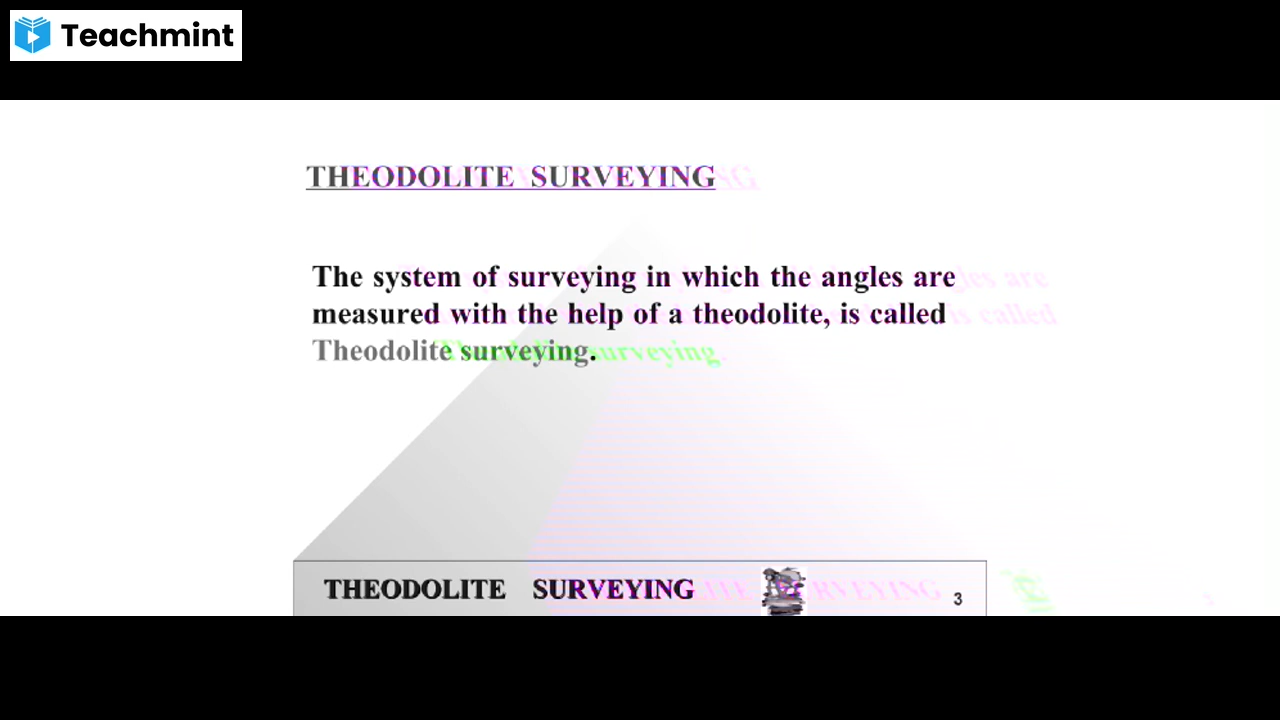 Teachmint
THEODOLITE SURVEYING
The system of surveying in which the angles are
measured with the help of a theodolite, is called
Theodolite surveying.
THEODOLITE SURVEYING
3